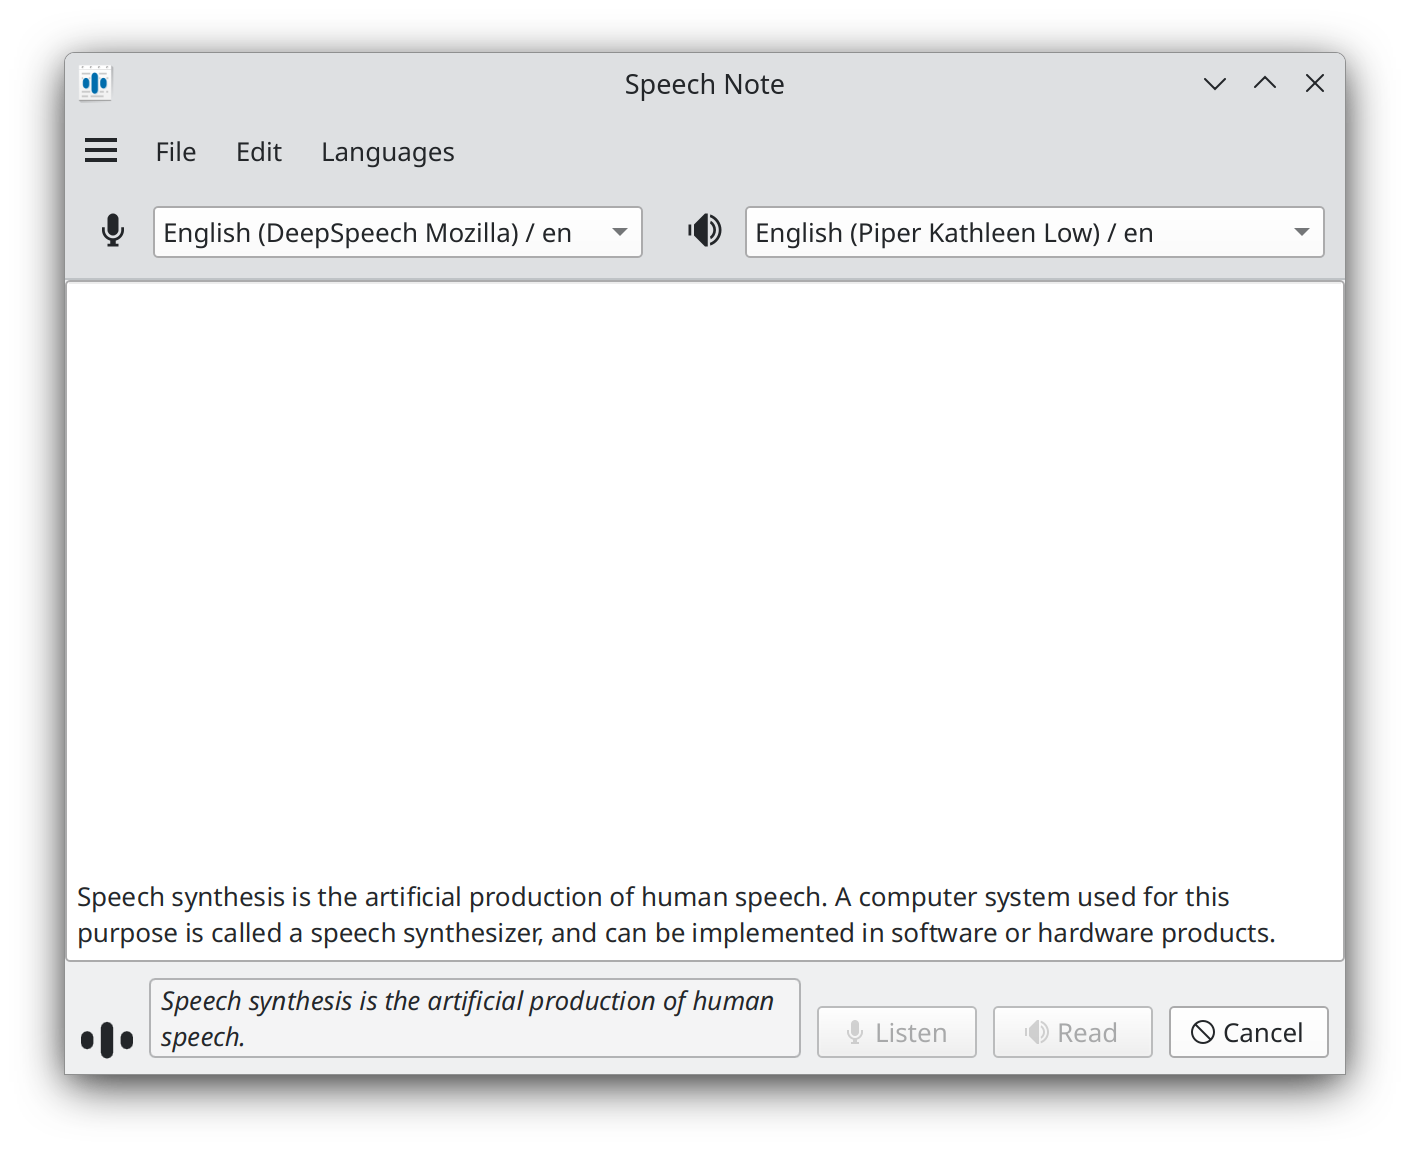 Speech Note
File Edit Languages
English (DeepSpeech Mozilla) / en English (Piper Kathleen Low) / en
Speech synthesis is the artificial production of human speech. A computer system used for this
purpose is called a speech synthesizer, and can be implemented in software or hardware products.
Speech synthesis is the artificial production of human
speech.
Listen Read Cancel